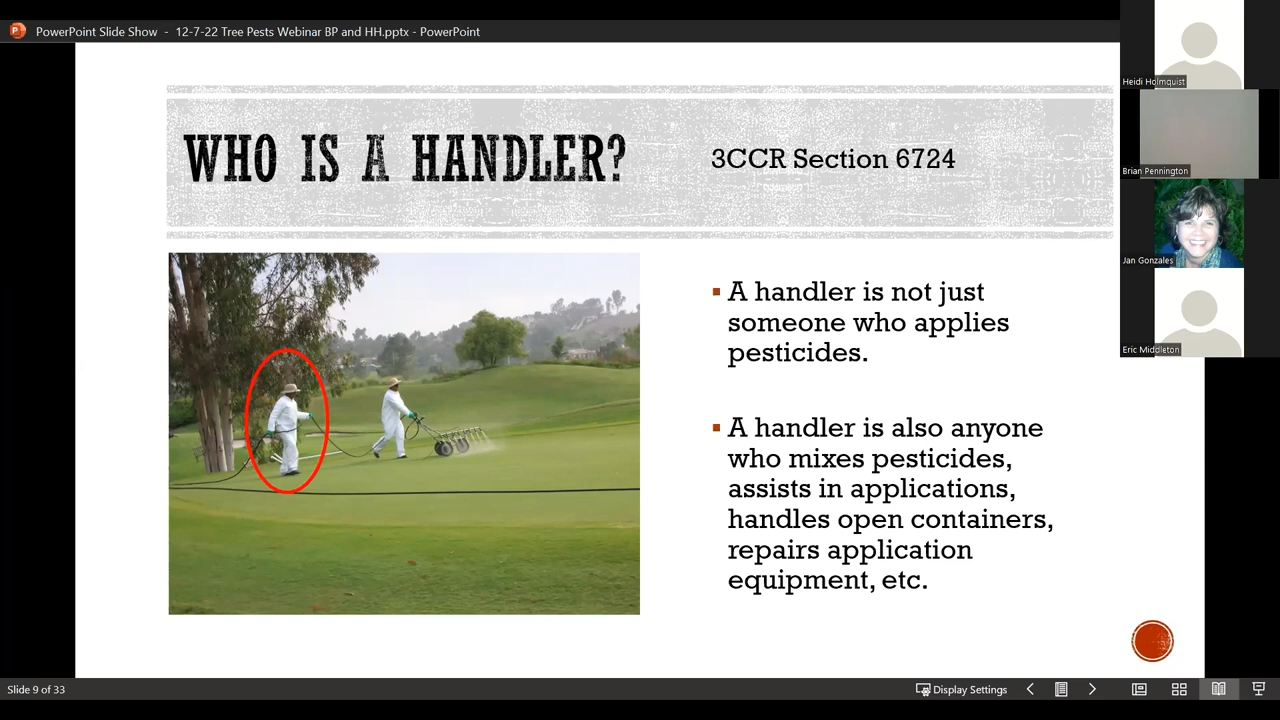 PowerPoint Slide Show - 12-7-22 Tree Pests Webinar BP and HH.pptx - PowerPoint
WHO IS A HANDLER?
3CCR Section 6724
A handler is not just
someone who applies
pesticides.
A handler is also anyone
who mixes pesticides,
assists in applications,
handles open containers,
repairs application
equipment, etc.
Heidi Holmquist
Brian Pennington
Jan Gonzales
Eric Middleton
Slide 9 of 33
Display Settings